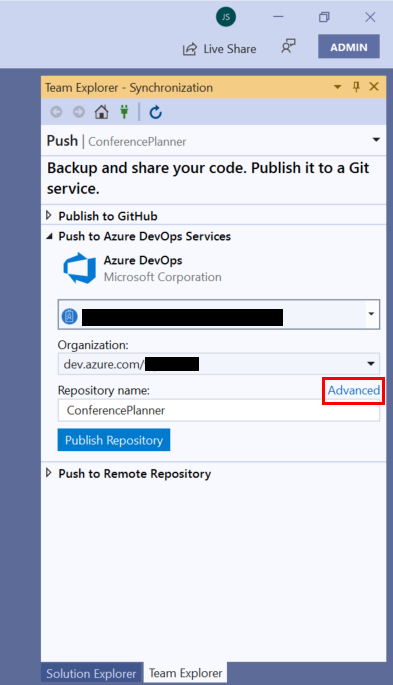 JS
Live Share
ADMIN
Team Explorer - Synchronization
Push | ConferencePlanner
Backup and share your code. Publish it to a Git
service.
Publish to GitHub
Push to Azure DevOps Services
Azure DevOps
Microsoft Corporation
Organization:
dev.azure.com/
Repository name:
Advanced
ConferencePlanner
Publish Repository
Push to Remote Repository
Solution Explorer
Team Explorer